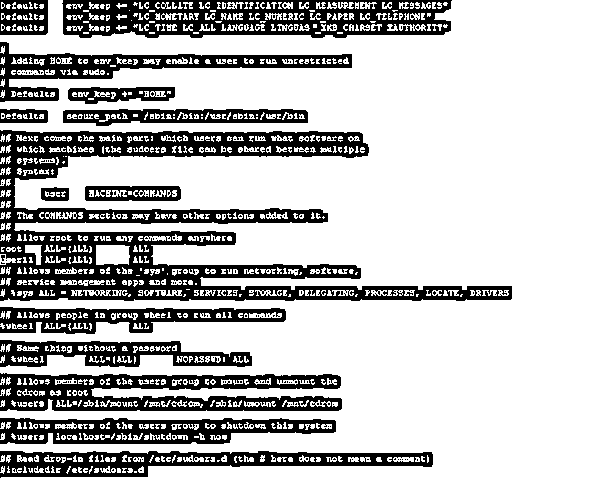 Defaults env_keep += "LC_COLLATE LC_IDENTIFICATION LC_MEASUREMENT LC_MESSAGES"
Defaults env_keep += "LC_MONETARY LC_NAME LC_NUMERIC LC_PAPER LC_TELEPHONE"
Defaults env_keep += "LC_TIME LC_ALL LANGUAGE LINGUAS _XKB_CHARSET XAUTHORITY"
#
# Adding HOME to env_keep may enable a user to run unrestricted
# commands via sudo.
#
# Defaults env_keep += "HOME"
Defaults secure_path = /sbin:/bin:/usr/sbin:/usr/bin
## Next comes the main part: which users can run what software on
## which machines (the sudoers file can be shared between multiple
## systems).
## Syntax:
##
## user MACHINE=COMMANDS
##
## The COMMANDS section may have other options added to it.
##
## Allow root to run any commands anywhere
root ALL=(ALL) ALL
user11 ALL=(ALL) ALL
## Allows members of the 'sys' group to run networking, software,
## service management apps and more.
# %sys ALL = NETWORKING, SOFTWARE, SERVICES, STORAGE, DELEGATING, PROCESSES, LOCATE, DRIVERS
## Allows people in group wheel to run all commands
%wheel ALL=(ALL) ALL
## Same thing without a password
# %wheel ALL=(ALL) NOPASSWD: ALL
## Allows members of the users group to mount and unmount the
## cdrom as root
# %users ALL=/sbin/mount /mnt/cdrom, /sbin/umount /mnt/cdrom
## Allows members of the users group to shutdown this system
# %users localhost=/sbin/shutdown -h now
## Read drop-in files from /etc/sudoers.d (the # here does not mean a comment)
#includedir /etc/sudoers.d